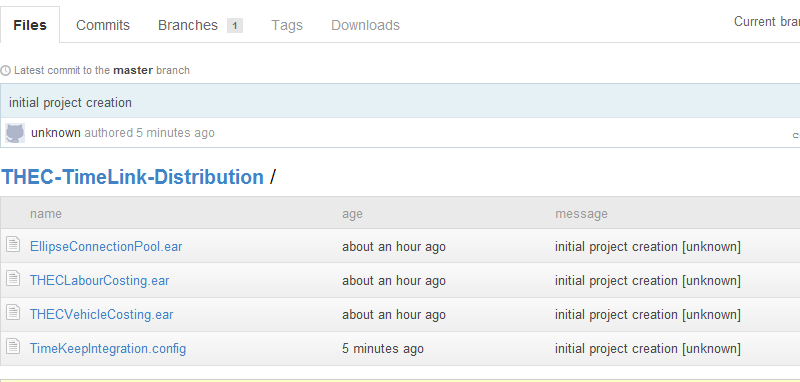 Files Commits Branches 1 Tags Downloads Current bran
Latest commit to the master branch
initial project creation
unknown authored 5 minutes ago
THEC-TimeLink-Distribution /
name age message
EllipseConnectionPool.ear about an hour ago initial project creation [unknown]
THECLabourCosting.ear about an hour ago initial project creation [unknown]
THECVehicleCosting.ear about an hour ago initial project creation [unknown]
TimeKeepIntegration.config 5 minutes ago initial project creation [unknown]